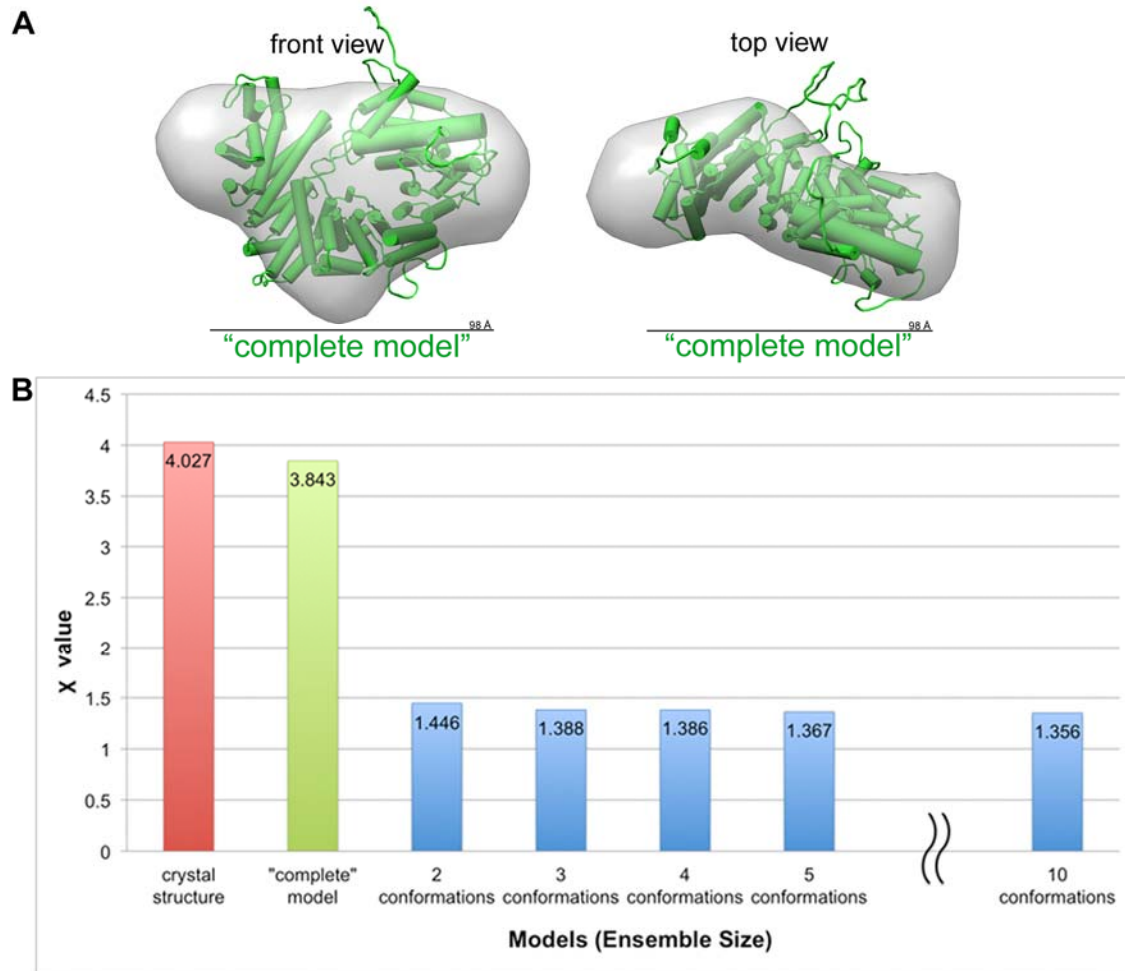 A
front view
top view
98 Å
98 Å
“complete model”
“complete model”
B
4.5
4
3.5
3
2.5
2
1.5
1
0.5
0
X value
4.027
3.843
1.446
1.388
1.386
1.367
1.356
crystal
structure
"complete"
model
2
conformations
3
conformations
4
conformations
5
conformations
10
conformations
Models (Ensemble Size)